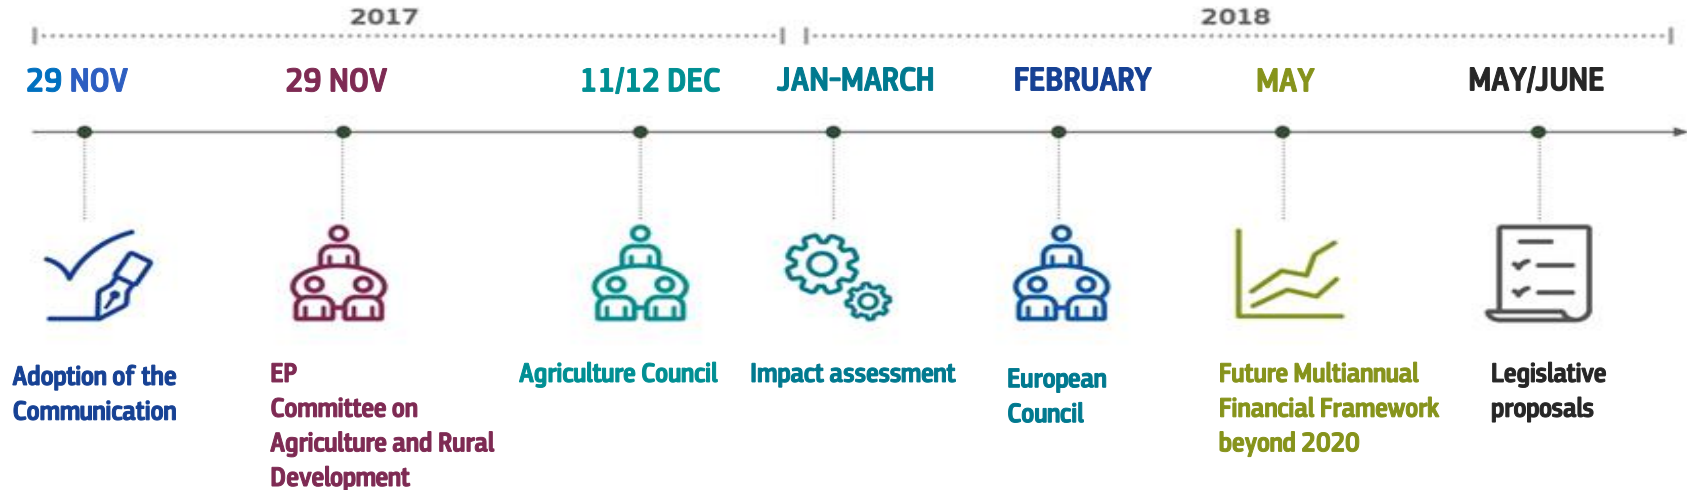 2017
2018
29 NOV
29 NOV
11/12 DEC
JAN-MARCH
FEBRUARY
MAY
MAY/JUNE
Adoption of the
Communication
EP
Committee on
Agriculture and Rural
Development
Agriculture Council
Impact assessment
European
Council
Future Multiannual
Financial Framework
beyond 2020
Legislative
proposals